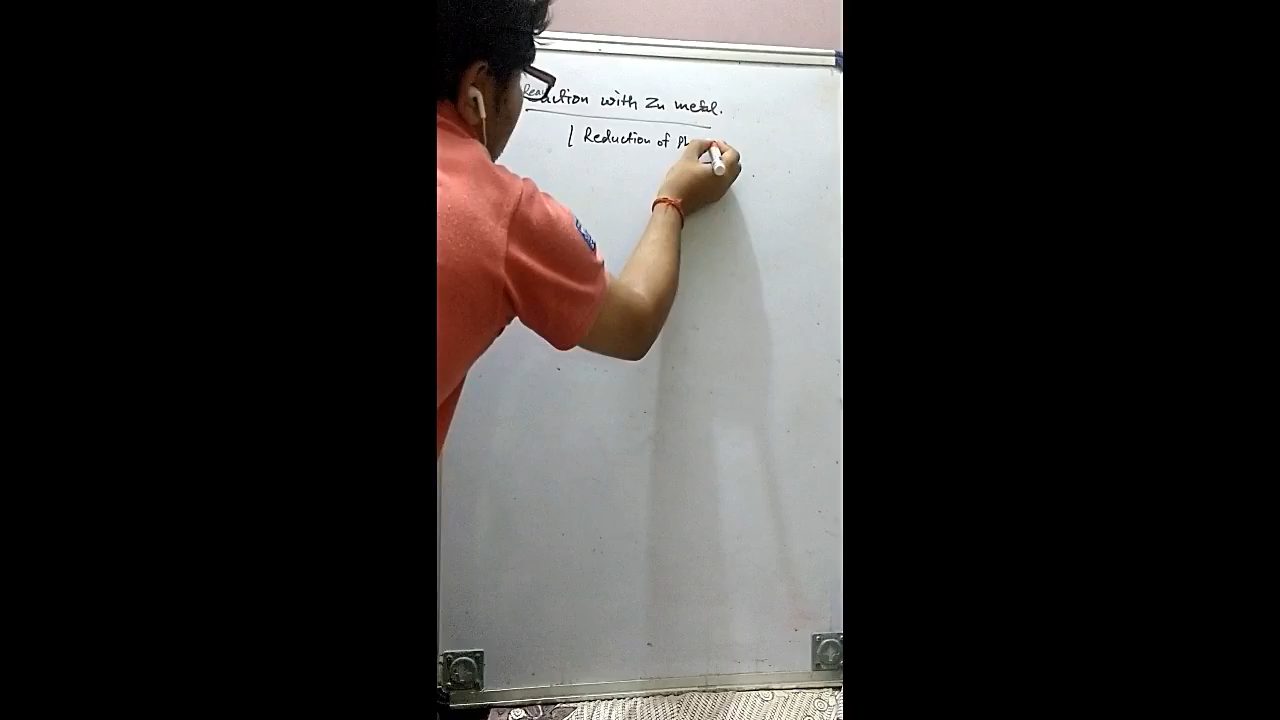 Reaction with Zn metal.
( Reduction of Ph